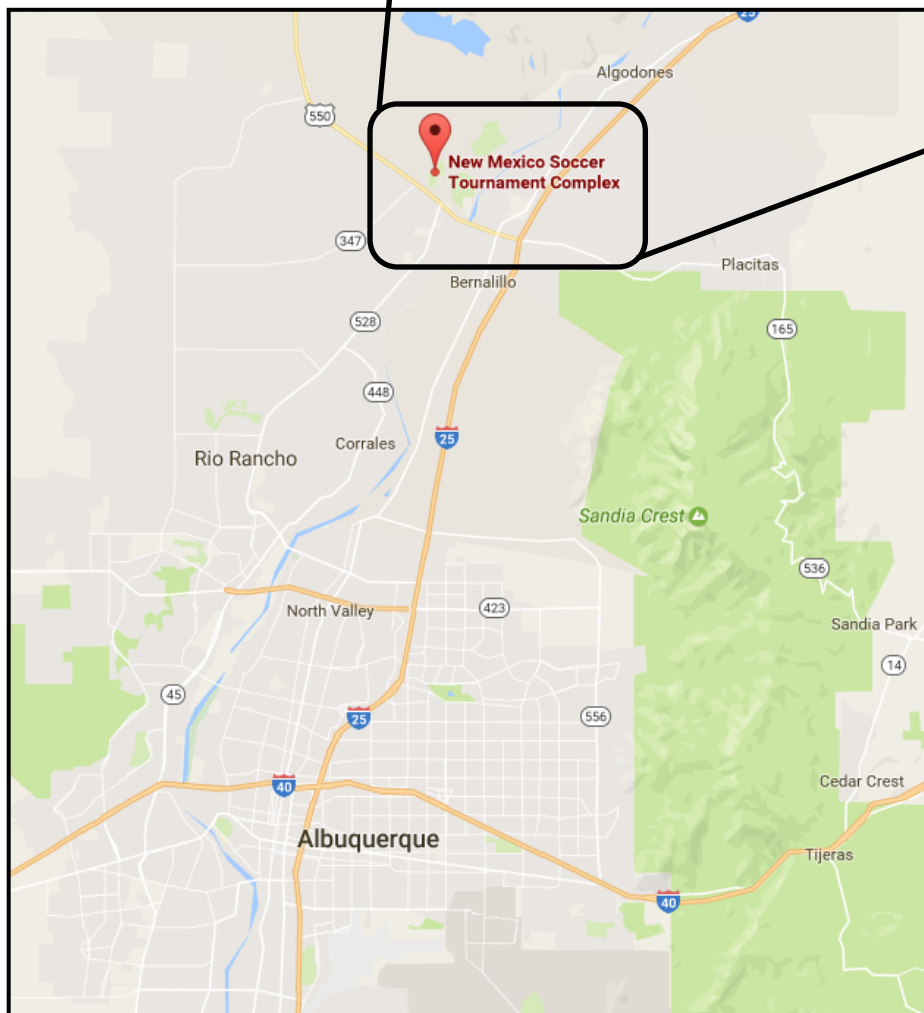 25
Algodones
550
New Mexico Soccer
Tournament Complex
347
Placitas
Bernalillo
528
165
448
25
Corrales
Rio Rancho
Sandia Crest
536
423
North Valley
Sandia Park
14
45
25
556
40
Cedar Crest
Albuquerque
Tijeras
40